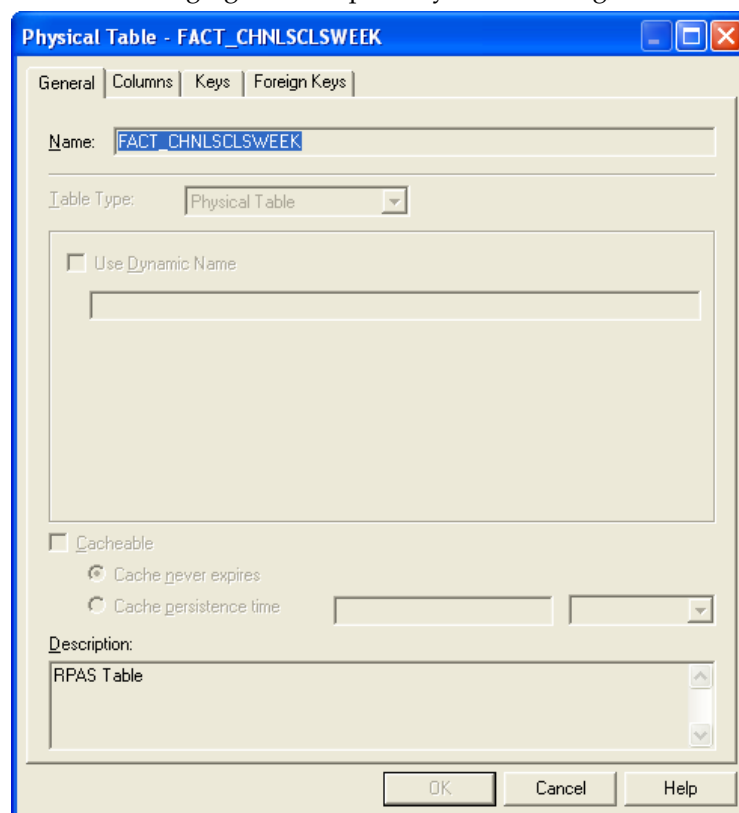 Physical Table - FACT_CHNLSCLSWEEK
General Columns Keys Foreign Keys
Name: FACT_CHNLSCLSWEEK
Table Type: Physical Table
Use Dynamic Name
Cacheable
Cache never expires
Cache persistence time
Description:
RPAS Table
OK Cancel Help